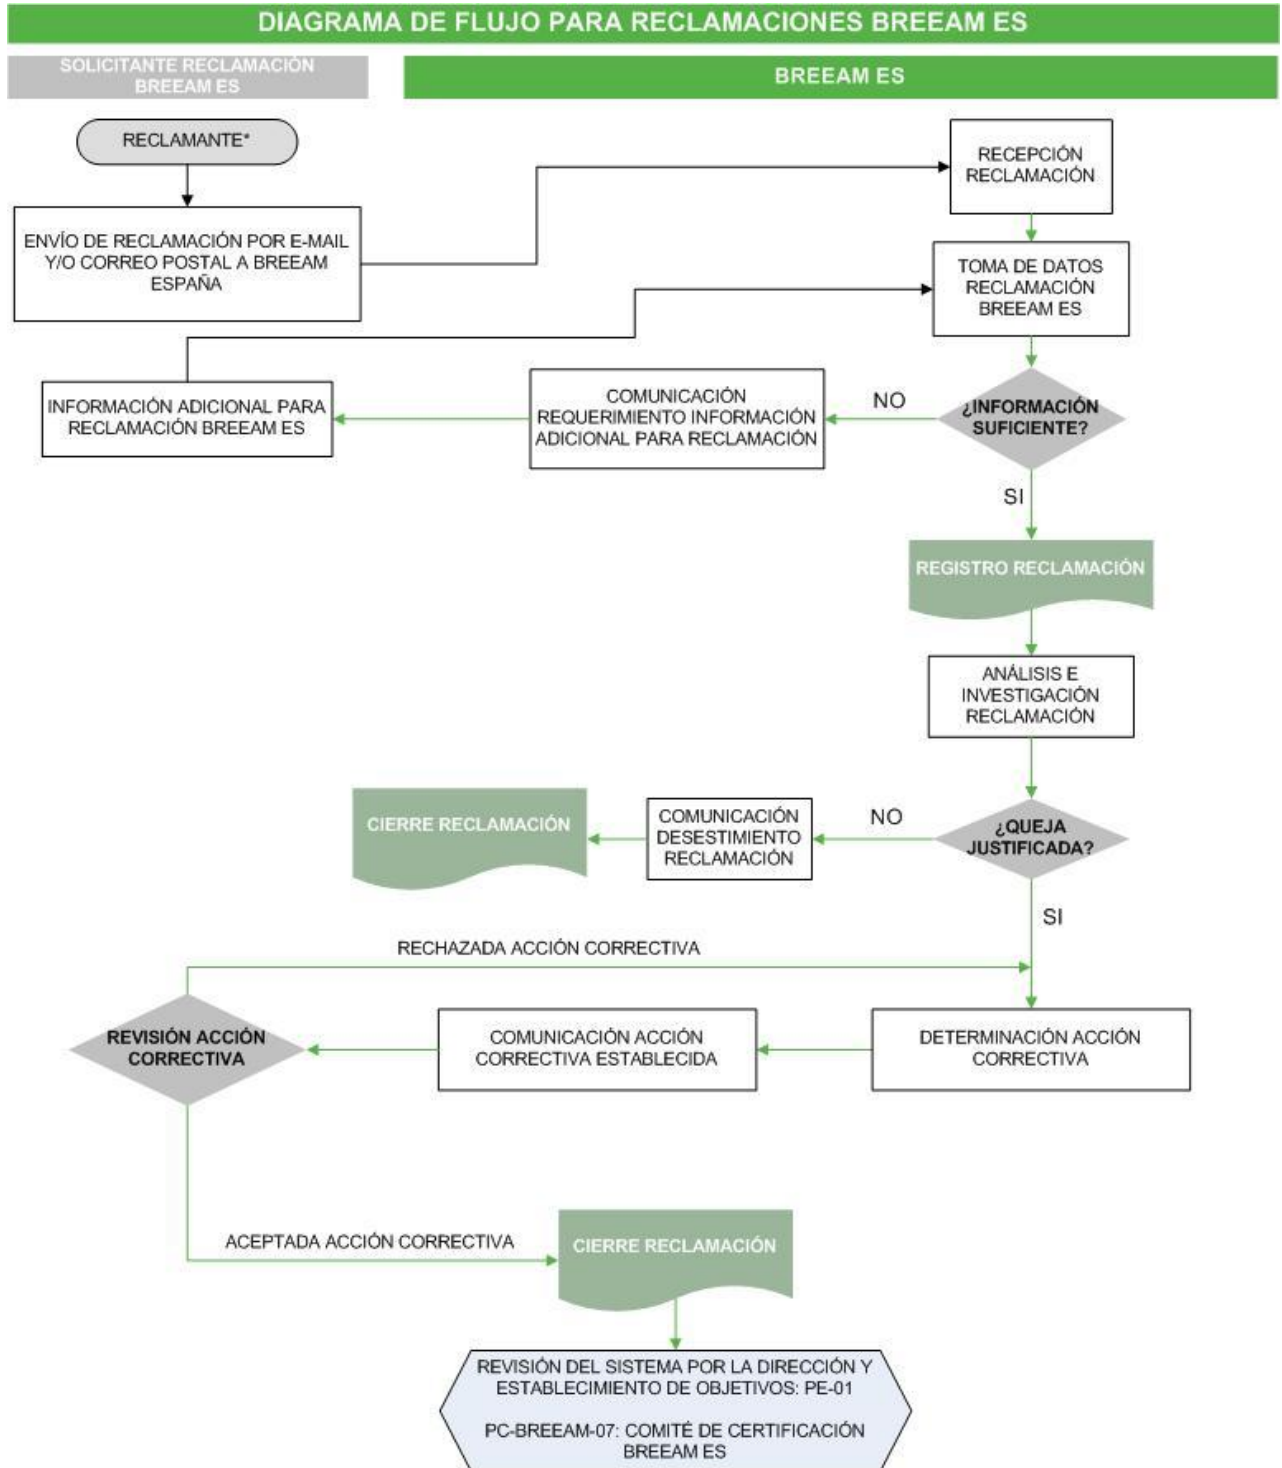 DIAGRAMA DE FLUJO PARA RECLAMACIONES BREEAM ES
SOLICITANTE RECLAMACIÓN
BREEAM ES
BREEAM ES
RECLAMANTE*
RECEPCIÓN
RECLAMACIÓN
ENVÍO DE RECLAMACIÓN POR E-MAIL
Y/O CORREO POSTAL A BREEAM
ESPAÑA
TOMA DE DATOS
RECLAMACIÓN
BREEAM ES
INFORMACIÓN ADICIONAL PARA
RECLAMACIÓN BREEAM ES
COMUNICACIÓN
REQUERIMIENTO INFORMACIÓN
ADICIONAL PARA RECLAMACIÓN
NO
¿INFORMACIÓN
SUFICIENTE?
SI
REGISTRO RECLAMACIÓN
ANÁLISIS E
INVESTIGACIÓN
RECLAMACIÓN
CIERRE RECLAMACIÓN
COMUNICACIÓN
DESESTIMIENTO
RECLAMACIÓN
NO
¿QUEJA
JUSTIFICADA?
SI
RECHAZADA ACCIÓN CORRECTIVA
REVISIÓN ACCIÓN
CORRECTIVA
COMUNICACIÓN ACCIÓN
CORRECTIVA ESTABLECIDA
DETERMINACIÓN ACCIÓN
CORRECTIVA
ACEPTADA ACCIÓN CORRECTIVA
CIERRE RECLAMACIÓN
REVISIÓN DEL SISTEMA POR LA DIRECCIÓN Y
ESTABLECIMIENTO DE OBJETIVOS: PE-01
PC-BREEAM-07: COMITÉ DE CERTIFICACIÓN
BREEAM ES